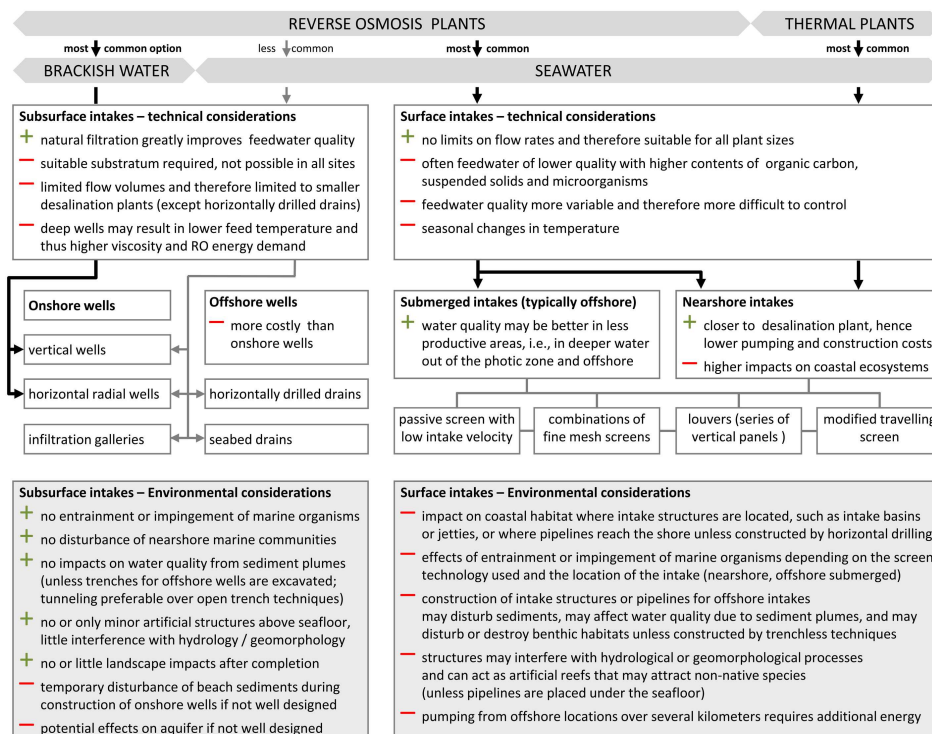 REVERSE OSMOSIS PLANTS
THERMAL PLANTS
most common option
less common
most common
most common
BRACKISH WATER
SEAWATER
Subsurface intakes – technical considerations
+ natural filtration greatly improves feedwater quality
— suitable substratum required, not possible in all sites
— limited flow volumes and therefore limited to smaller
desalination plants (except horizontally drilled drains)
— deep wells may result in lower feed temperature and
thus higher viscosity and RO energy demand
Surface intakes – technical considerations
+ no limits on flow rates and therefore suitable for all plant sizes
— often feedwater of lower quality with higher contents of organic carbon,
suspended solids and microorganisms
— feedwater quality more variable and therefore more difficult to control
— seasonal changes in temperature
Onshore wells
vertical wells
horizontal radial wells
infiltration galleries
Offshore wells
— more costly than
onshore wells
horizontally drilled drains
seabed drains
Submerged intakes (typically offshore)
+ water quality may be better in less
productive areas, i.e., in deeper water
out of the photic zone and offshore
Nearshore intakes
+ closer to desalination plant, hence
lower pumping and construction costs
— higher impacts on coastal ecosystems
passive screen with
low intake velocity
combinations of
fine mesh screens
louvers (series of
vertical panels )
modified travelling
screen
Subsurface intakes – Environmental considerations
+ no entrainment or impingement of marine organisms
+ no disturbance of nearshore marine communities
+ no impacts on water quality from sediment plumes
(unless trenches for offshore wells are excavated;
tunneling preferable over open trench techniques)
+ no or only minor artificial structures above seafloor,
little interference with hydrology / geomorphology
+ no or little landscape impacts after completion
— temporary disturbance of beach sediments during
construction of onshore wells if not well designed
— potential effects on aquifer if not well designed
Surface intakes – Environmental considerations
— impact on coastal habitat where intake structures are located, such as intake basins
or jetties, or where pipelines reach the shore unless constructed by horizontal drilling
— effects of entrainment or impingement of marine organisms depending on the screen
technology used and the location of the intake (nearshore, offshore submerged)
— construction of intake structures or pipelines for offshore intakes
may disturb sediments, may affect water quality due to sediment plumes, and may
disturb or destroy benthic habitats unless constructed by trenchless techniques
— structures may interfere with hydrological or geomorphological processes
and can act as artificial reefs that may attract non-native species
(unless pipelines are placed under the seafloor)
— pumping from offshore locations over several kilometers requires additional energy